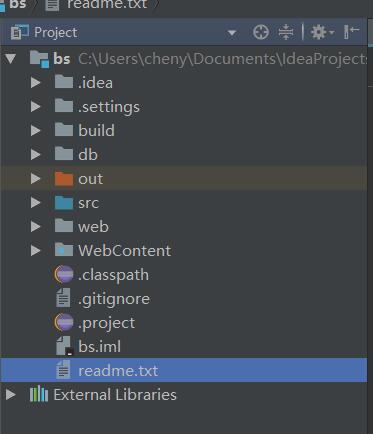 bs readme.txt
Project
bs C:\Users\cheny\Documents\IdeaProject
.idea
.settings
build
db
out
src
web
WebContent
.classpath
.gitignore
.project
bs.iml
readme.txt
External Libraries